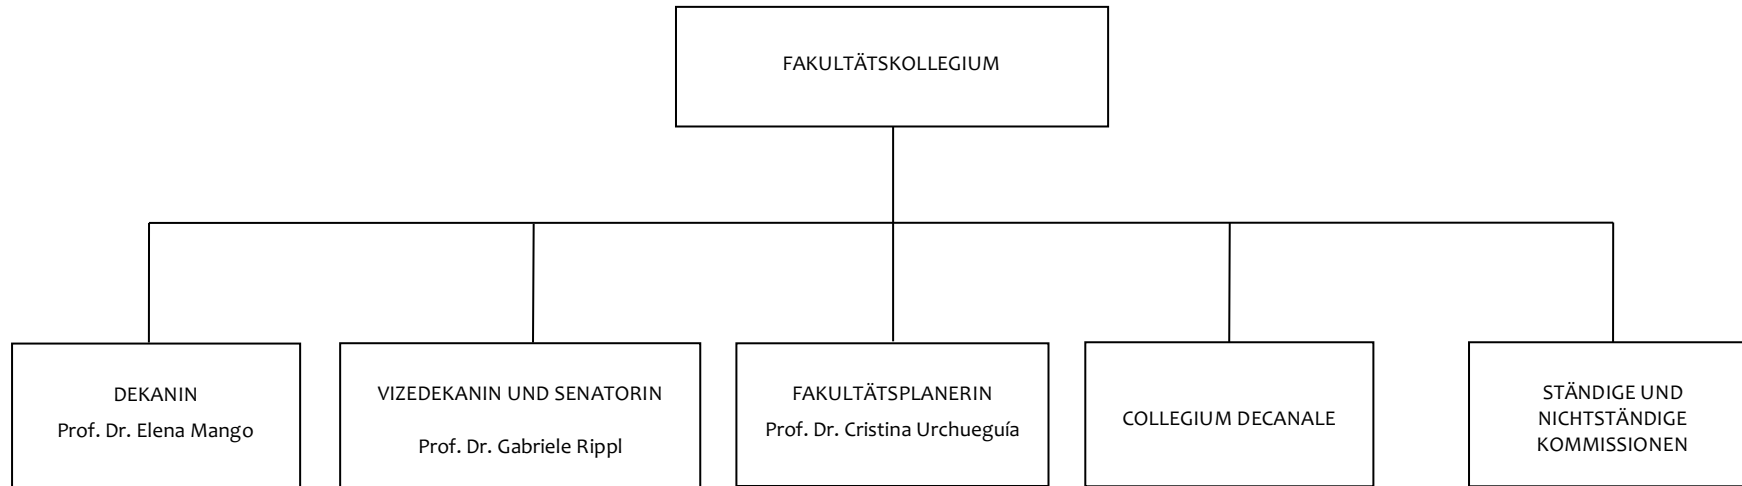 FAKULTÄTSKOLLEGIUM
DEKANIN
Prof. Dr. Elena Mango
VIZEDEKANIN UND SENATORIN
Prof. Dr. Gabriele Rippl
FAKULTÄTSPLANERIN
Prof. Dr. Cristina Urchueguía
COLLEGIUM DECANALE
STÄNDIGE UND
NICHTSTÄNDIGE
KOMMISSIONEN